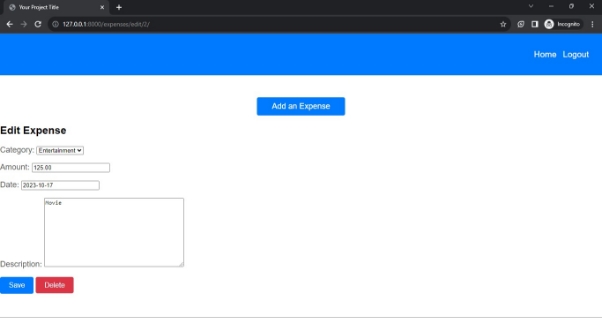 Your Project Title
127.0.0.1:8000/expenses/edit/2/
Incognito
Home Logout
Add an Expense
Edit Expense
Category: Entertainment
Amount: 125.00
Date: 2023-10-17
Movie
Description:
Save Delete